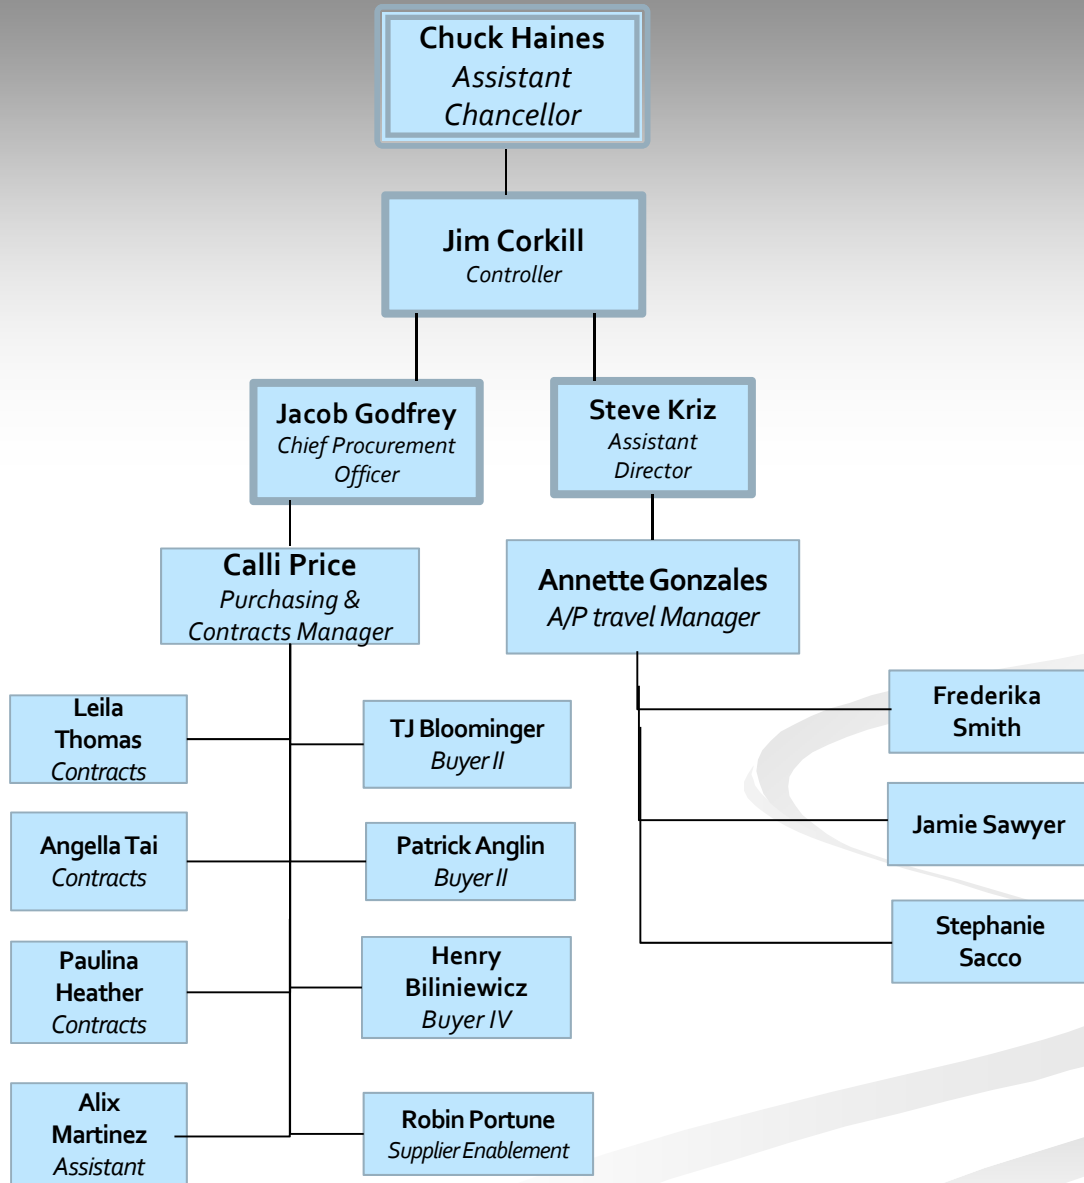 Chuck Haines
Assistant
Chancellor
Jim Corkill
Controller
Jacob Godfrey
Chief Procurement
Officer
Steve Kriz
Assistant
Director
Calli Price
Purchasing &
Contracts Manager
Annette Gonzales
A/P travel Manager
Leila
Thomas
Contracts
TJ Bloominger
Buyer II
Frederika
Smith
Angella Tai
Contracts
Patrick Anglin
Buyer II
Jamie Sawyer
Paulina
Heather
Contracts
Henry
Biliniewicz
Buyer IV
Stephanie
Sacco
Alix
Martinez
Assistant
Robin Portune
Supplier Enablement